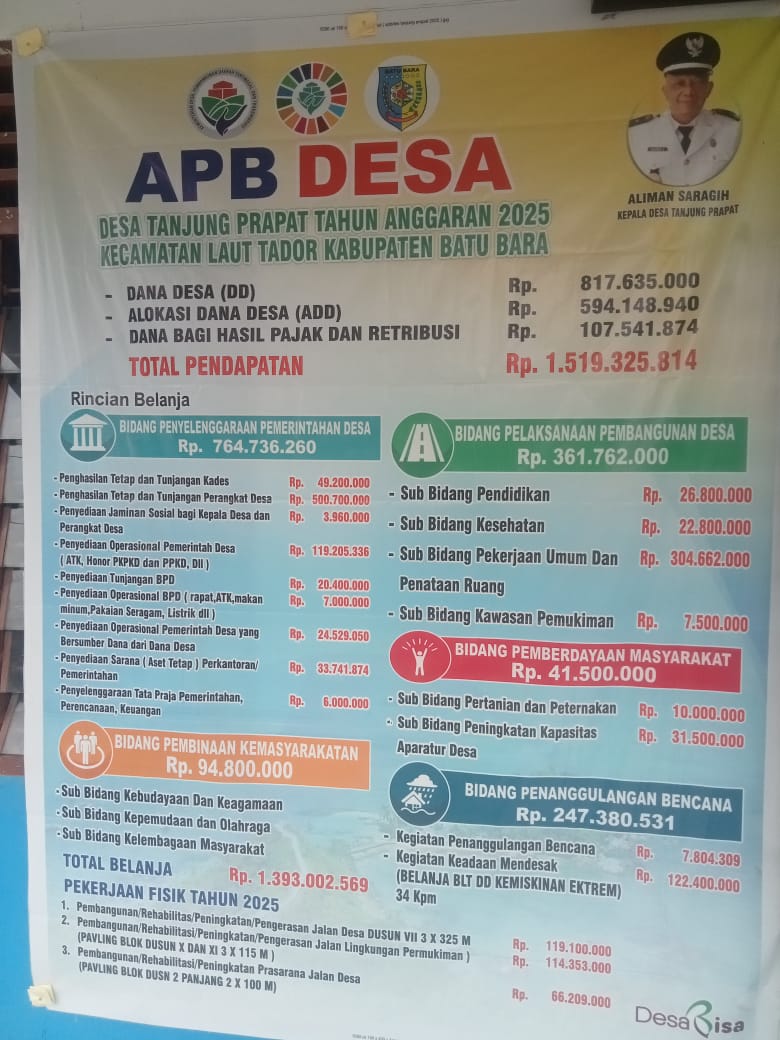 BATU BARA
APB DESA
DESA TANJUNG PRAPAT TAHUN ANGGARAN 2025
KECAMATAN LAUT TADOR KABUPATEN BATU BARA
ALIMAN SARAGIH
KEPALA DESA TANJUNG PRAPAT
- DANA DESA (DD) Rp. 817.635.000
- ALOKASI DANA DESA (ADD) Rp. 594.148.940
- DANA BAGI HASIL PAJAK DAN RETRIBUSI Rp. 107.541.874
TOTAL PENDAPATAN Rp. 1.519.325.814
Rincian Belanja
BIDANG PENYELENGGARAAN PEMERINTAHAN DESA
Rp. 764.736.260
- Penghasilan Tetap dan Tunjangan Kades Rp. 49.200.000
- Penghasilan Tetap dan Tunjangan Perangkat Desa Rp. 500.700.000
- Penyediaan Jaminan Sosial bagi Kepala Desa dan Rp. 3.960.000
Perangkat Desa
- Penyediaan Operasional Pemerintah Desa Rp. 119.205.336
( ATK, Honor PKPKD dan PPKD, Dll )
- Penyediaan Tunjangan BPD Rp. 20.400.000
- Penyediaan Operasional BPD ( rapat,ATK,makan Rp. 7.000.000
minum,Pakaian Seragam, Listrik dll )
- Penyediaan Operasional Pemerintah Desa yang Rp. 24.529.050
Bersumber Dana dari Dana Desa
- Penyediaan Sarana ( Aset Tetap ) Perkantoran/ Rp. 33.741.874
Pemerintahan
- Penyelenggaraan Tata Praja Pemerintahan, Rp. 6.000.000
Perencanaan, Keuangan
BIDANG PEMBINAAN KEMASYARAKATAN
Rp. 94.800.000
- Sub Bidang Kebudayaan Dan Keagamaan
- Sub Bidang Kepemudaan dan Olahraga
- Sub Bidang Kelembagaan Masyarakat
BIDANG PELAKSANAAN PEMBANGUNAN DESA
Rp. 361.762.000
- Sub Bidang Pendidikan Rp. 26.800.000
- Sub Bidang Kesehatan Rp. 22.800.000
- Sub Bidang Pekerjaan Umum Dan Rp. 304.662.000
Penataan Ruang
- Sub Bidang Kawasan Pemukiman Rp. 7.500.000
BIDANG PEMBERDAYAAN MASYARAKAT
Rp. 41.500.000
- Sub Bidang Pertanian dan Peternakan Rp. 10.000.000
- Sub Bidang Peningkatan Kapasitas Rp. 31.500.000
Aparatur Desa
BIDANG PENANGGULANGAN BENCANA
Rp. 247.380.531
- Kegiatan Penanggulangan Bencana Rp. 7.804.309
- Kegiatan Keadaan Mendesak Rp. 122.400.000
(BELANJA BLT DD KEMISKINAN EKTREM)
34 Kpm
TOTAL BELANJA Rp. 1.393.002.569
PEKERJAAN FISIK TAHUN 2025
1. Pembangunan/Rehabilitas/Peningkatan/Pengerasan Jalan Desa DUSUN VII 3 X 325 M Rp. 119.100.000
2. Pembangunan/Rehabilitasi/Peningkatan/Pengerasan Jalan Lingkungan Permukiman ) Rp. 114.353.000
(PAVLING BLOK DUSUN X DAN XI 3 X 115 M )
3. Pembangunan/Rehabilitasi/Peningkatan Prasarana Jalan Desa
(PAVLING BLOK DUSN 2 PANJANG 2 X 100 M) Rp. 66.209.000
Desa Bisa